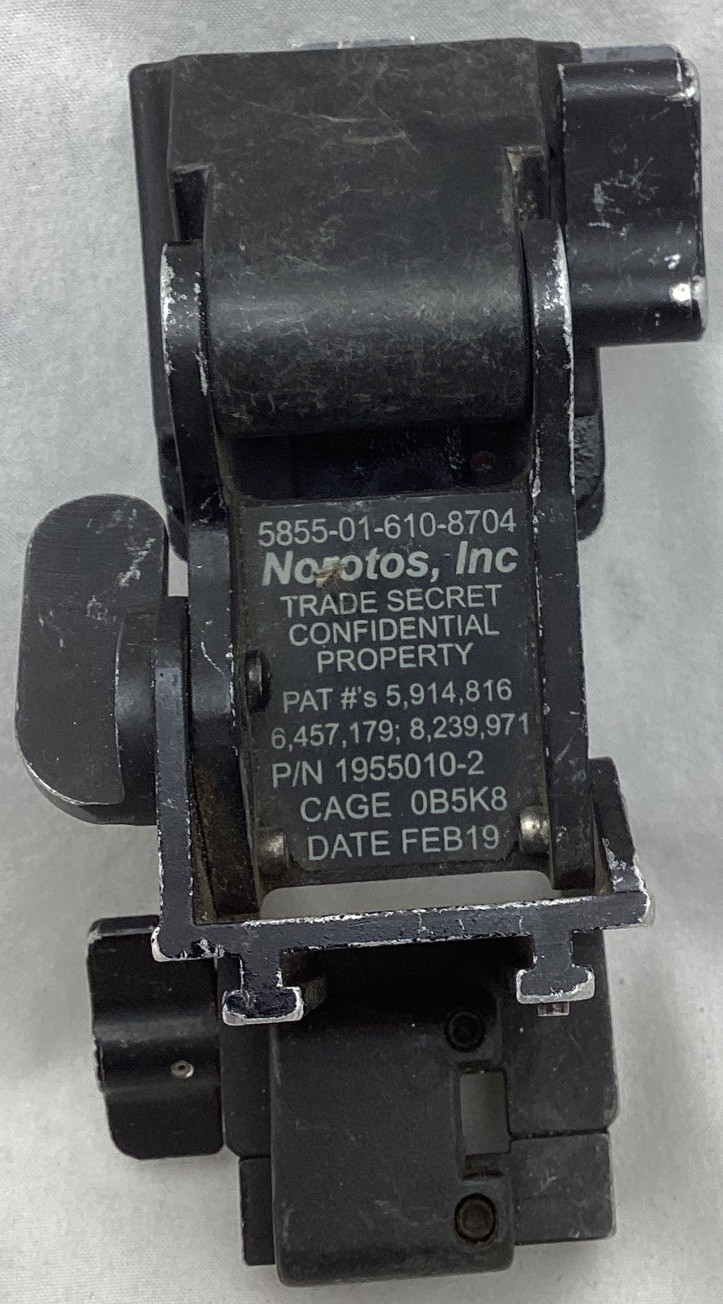 5855-01-610-8704
Norotos, Inc
TRADE SECRET
CONFIDENTIAL
PROPERTY
PAT #'s 5,914,816
6,457,179; 8,239,971
P/N 1955010-2
CAGE 0B5K8
DATE FEB19